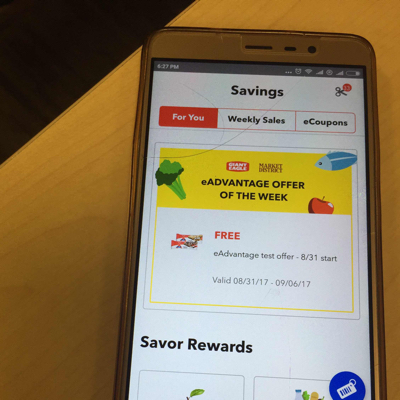 6:27 PM
Savings
For You
Weekly Sales
eCoupons
GIANT EAGLE
MARKET DISTRICT
eADVANTAGE OFFER
OF THE WEEK
FREE
eAdvantage test offer - 8/31 start
Valid 08/31/17 - 09/06/17
Savor Rewards